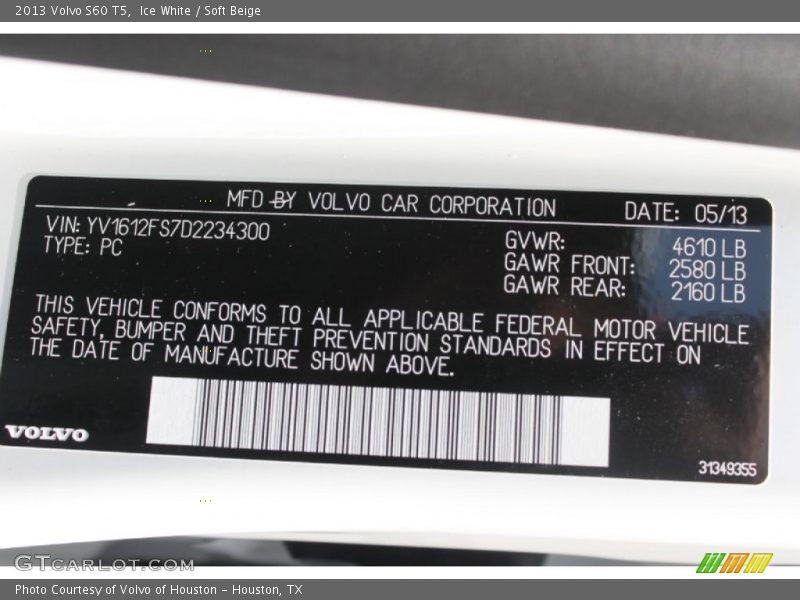 2013 Volvo S60 T5, Ice White / Soft Beige
MFD BY VOLVO CAR CORPORATION DATE: 05/13
VIN: YV1612FS7D2234300
TYPE: PC
GVWR: 4610 LB
GAWR FRONT: 2580 LB
GAWR REAR: 2160 LB
THIS VEHICLE CONFORMS TO ALL APPLICABLE FEDERAL MOTOR VEHICLE
SAFETY, BUMPER AND THEFT PREVENTION STANDARDS IN EFFECT ON
THE DATE OF MANUFACTURE SHOWN ABOVE.
VOLVO
31349355
GTCARLOT.COM
Photo Courtesy of Volvo of Houston - Houston, TX